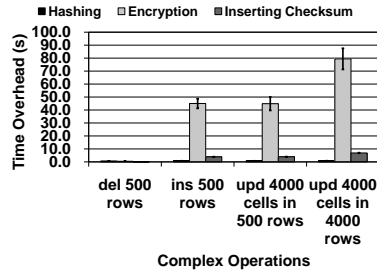 Hashing Encryption Inserting Checksum
Time Overhead (s)
100.0
90.0
80.0
70.0
60.0
50.0
40.0
30.0
20.0
10.0
0.0
del 500 rows
ins 500 rows
upd 4000 cells in 500 rows
upd 4000 cells in 4000 rows
Complex Operations